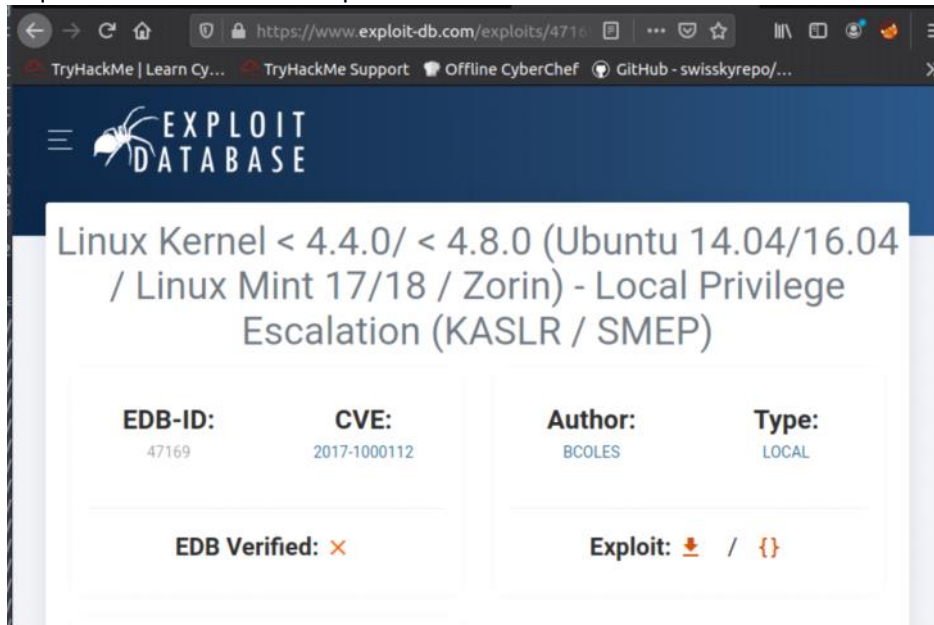 https://www.exploit-db.com/exploits/4716
TryHackMe | Learn Cy... TryHackMe Support Offline CyberChef GitHub - swisskyrepo/...
EXPLOIT
DATABASE
Linux Kernel < 4.4.0/ < 4.8.0 (Ubuntu 14.04/16.04
/ Linux Mint 17/18 / Zorin) - Local Privilege
Escalation (KASLR / SMEP)
EDB-ID: CVE: Author: Type:
47169 2017-1000112 BCOLES LOCAL
EDB Verified: × Exploit: / {}